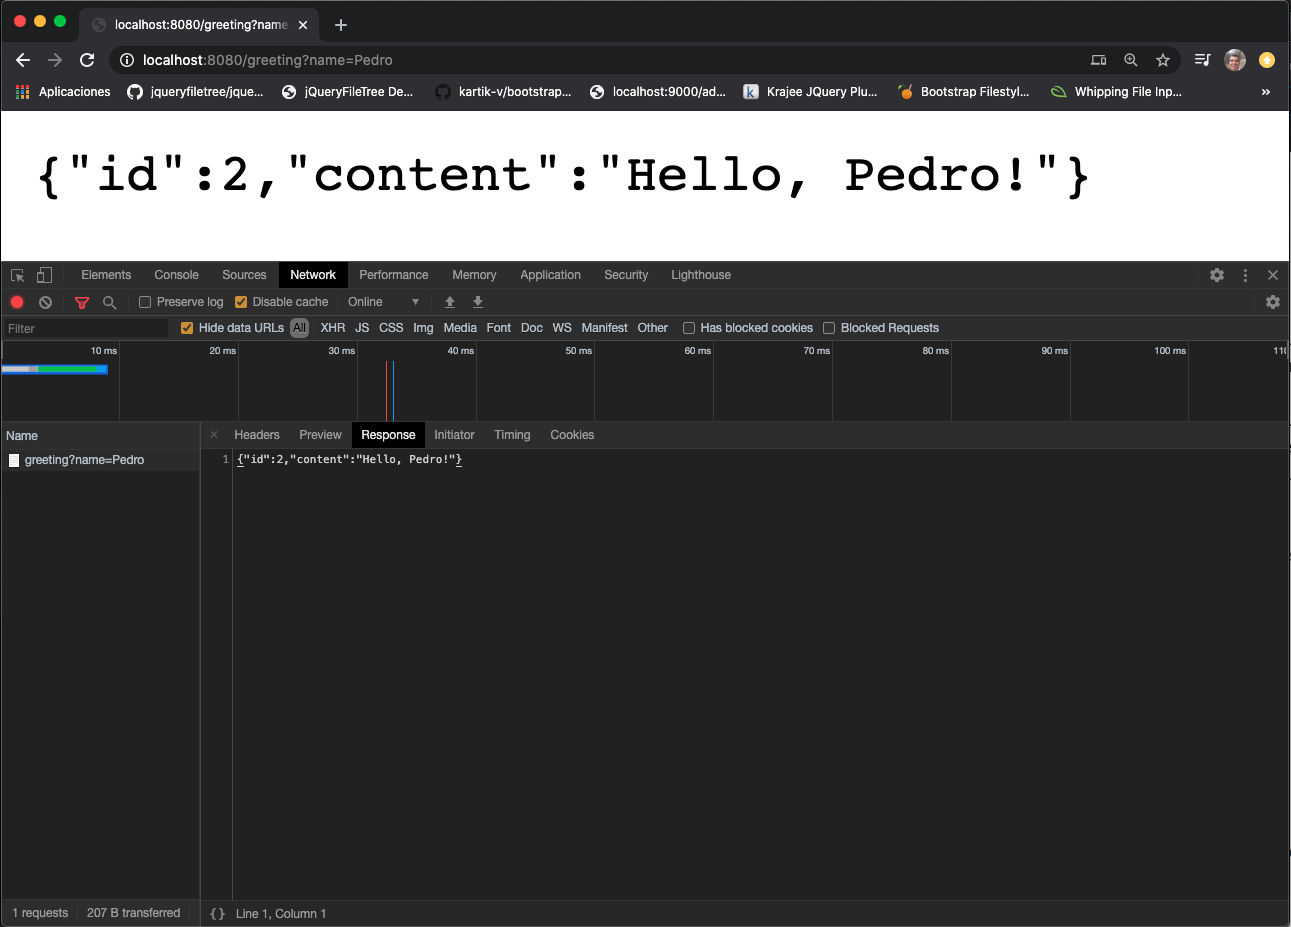 localhost:8080/greeting?name
localhost:8080/greeting?name=Pedro
Aplicaciones jqueryfiletree/jque... jQueryFileTree De... kartik-v/bootstrap... localhost:9000/ad... Krajee JQuery Plu... Bootstrap Filestyl... Whipping File Inp... »
{"id":2,"content":"Hello, Pedro!"}
Elements Console Sources Network Performance Memory Application Security Lighthouse
Preserve log Disable cache Online
Filter Hide data URLs All XHR JS CSS Img Media Font Doc WS Manifest Other Has blocked cookies Blocked Requests
10 ms 20 ms 30 ms 40 ms 50 ms 60 ms 70 ms 80 ms 90 ms 100 ms
Name Headers Preview Response Initiator Timing Cookies
greeting?name=Pedro 1 {"id":2,"content":"Hello, Pedro!"}
1 requests 207 B transferred {} Line 1, Column 1